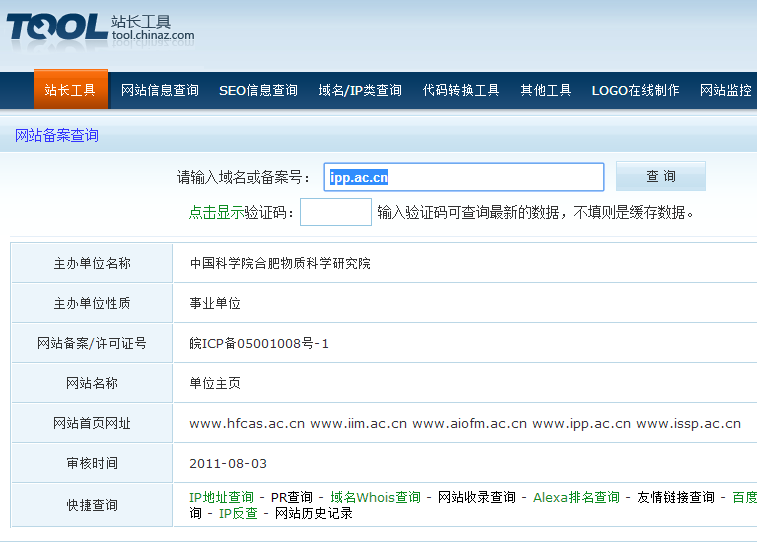 TOOL 站长工具
tool.chinaz.com
站长工具 网站信息查询 SEO信息查询 域名/IP类查询 代码转换工具 其他工具 LOGO在线制作 网站监控
网站备案查询
请输入域名或备案号： ipp.ac.cn 查 询
点击显示验证码： 输入验证码可查询最新的数据，不填则是缓存数据。
主办单位名称 中国科学院合肥物质科学研究院
主办单位性质 事业单位
网站备案/许可证号 皖ICP备05001008号-1
网站名称 单位主页
网站首页网址 www.hfcas.ac.cn www.iim.ac.cn www.aiofm.ac.cn www.ipp.ac.cn www.issp.ac.cn
审核时间 2011-08-03
快捷查询 IP地址查询 - PR查询 - 域名Whois查询 - 网站收录查询 - Alexa排名查询 - 友情链接查询 - 百度
询 - IP反查 - 网站历史记录